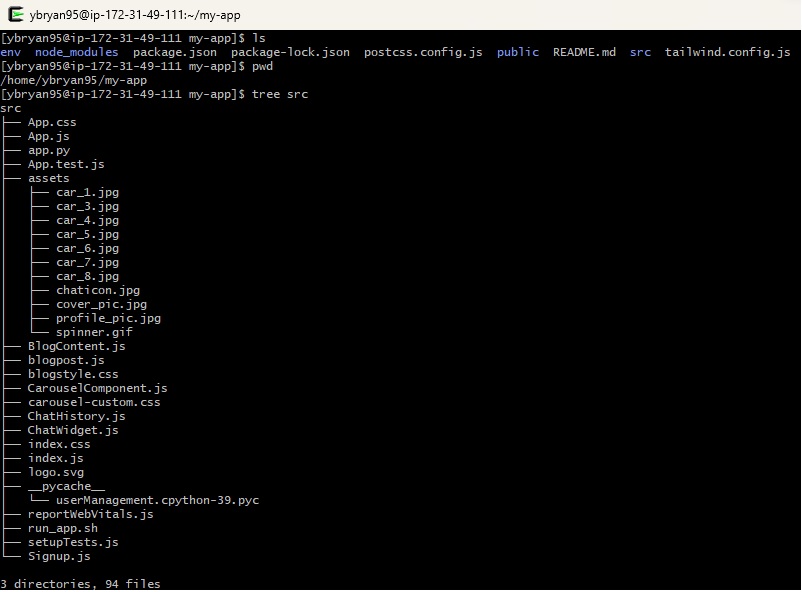 ybryan95@ip-172-31-49-111:~/my-app
[ybryan95@ip-172-31-49-111 my-app]$ ls
env  node_modules  package.json  package-lock.json  postcss.config.js  public  README.md  src  tailwind.config.js
[ybryan95@ip-172-31-49-111 my-app]$ pwd
/home/ybryan95/my-app
[ybryan95@ip-172-31-49-111 my-app]$ tree src
src
├── App.css
├── App.js
├── app.py
├── App.test.js
├── assets
│   ├── car_1.jpg
│   ├── car_3.jpg
│   ├── car_4.jpg
│   ├── car_5.jpg
│   ├── car_6.jpg
│   ├── car_7.jpg
│   ├── car_8.jpg
│   ├── chaticon.jpg
│   ├── cover_pic.jpg
│   ├── profile_pic.jpg
│   └── spinner.gif
├── BlogContent.js
├── blogpost.js
├── blogstyle.css
├── CarouselComponent.js
├── carousel-custom.css
├── ChatHistory.js
├── ChatWidget.js
├── index.css
├── index.js
├── logo.svg
├── __pycache__
│   └── userManagement.cpython-39.pyc
├── reportWebVitals.js
├── run_app.sh
├── setupTests.js
└── Signup.js
3 directories, 94 files